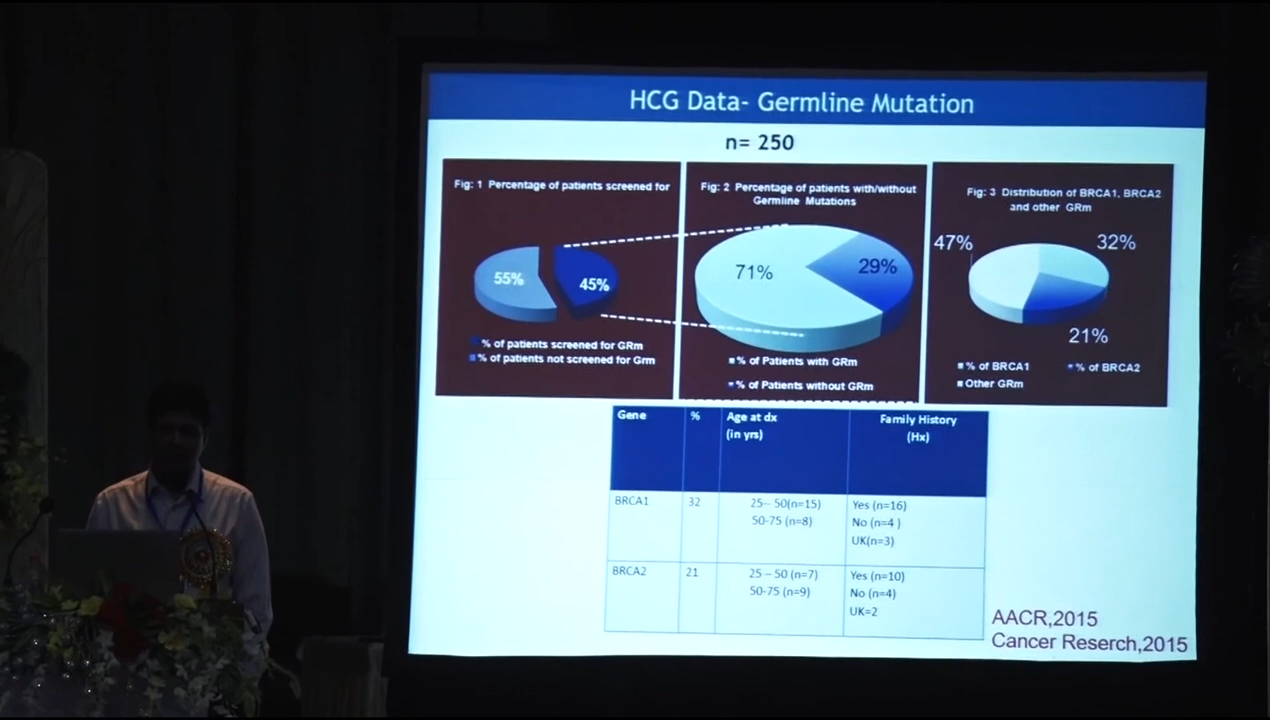 HCG Data- Germline Mutation
n= 250
Fig: 1 Percentage of patients screened for
55%
45%
% of patients screened for GRm
% of patients not screened for Grm
Fig: 2 Percentage of patients with/without
Germline Mutations
71%
29%
% of Patients with GRm
% of Patients without GRm
Fig: 3 Distribution of BRCA1, BRCA2
and other GRm
47%
32%
21%
% of BRCA1
% of BRCA2
Other GRm
Gene
%
Age at dx
(in yrs)
Family History
(Hx)
BRCA1
32
25-- 50(n=15)
50-75 (n=8)
Yes (n=16)
No (n=4 )
UK(n=3)
BRCA2
21
25 – 50 (n=7)
50-75 (n=9)
Yes (n=10)
No (n=4)
UK=2
AACR,2015
Cancer Reserch,2015